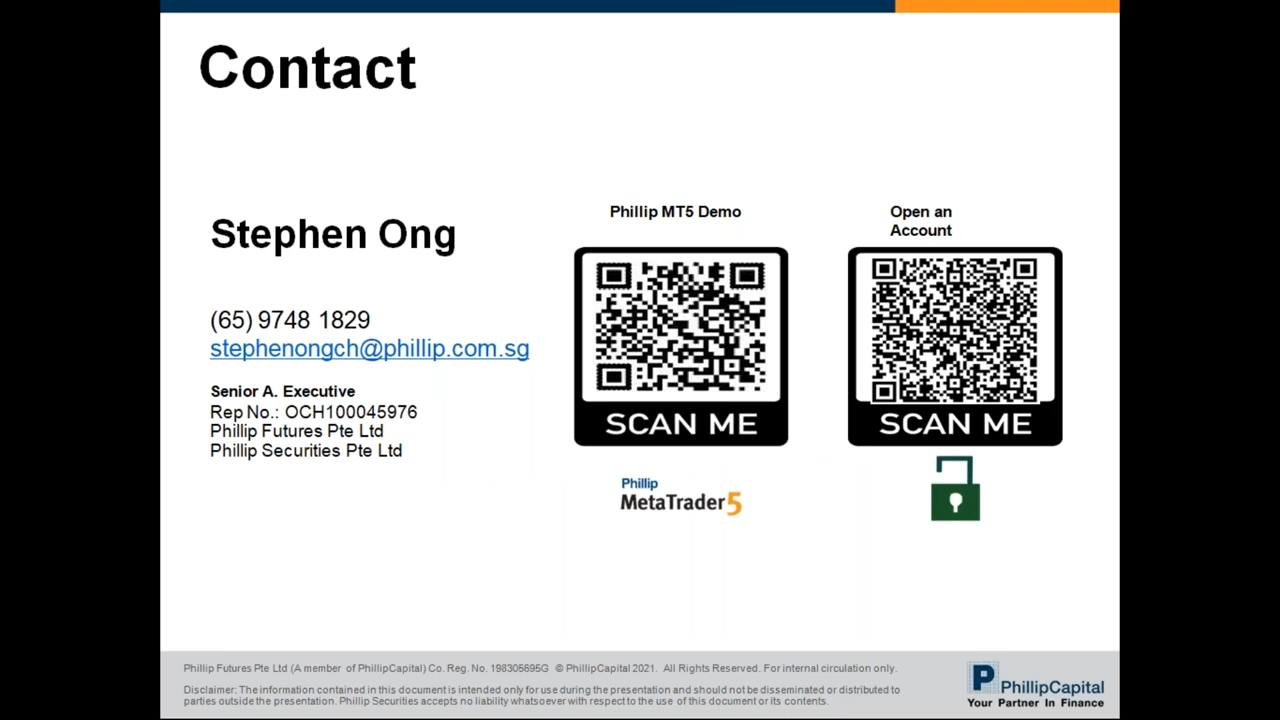 Contact
Stephen Ong
(65) 9748 1829
stephenongch@phillip.com.sg
Senior A. Executive
Rep No.: OCH100045976
Phillip Futures Pte Ltd
Phillip Securities Pte Ltd
Phillip MT5 Demo
SCAN ME
Phillip
MetaTrader5
Open an
Account
SCAN ME
Phillip Futures Pte Ltd (A member of PhillipCapital) Co. Reg. No. 198305695G © PhillipCapital 2021. All Rights Reserved. For internal circulation only.
Disclaimer: The information contained in this document is intended only for use during the presentation and should not be disseminated or distributed to
parties outside the presentation. Phillip Securities accepts no liability whatsoever with respect to the use of this document or its contents.
P PhillipCapital
Your Partner In Finance